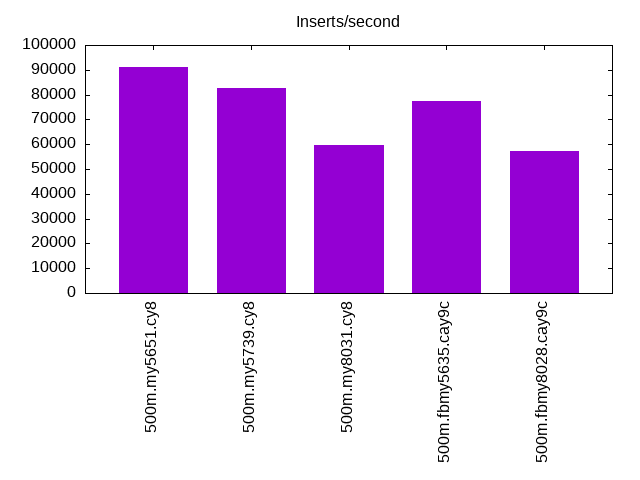 Inserts/second
100000
90000
80000
70000
60000
50000
40000
30000
20000
10000
0
500m.my5651.cy8
500m.my5739.cy8
500m.my8031.cy8
500m.fbmy5635.cay9c
500m.fbmy8028.cay9c